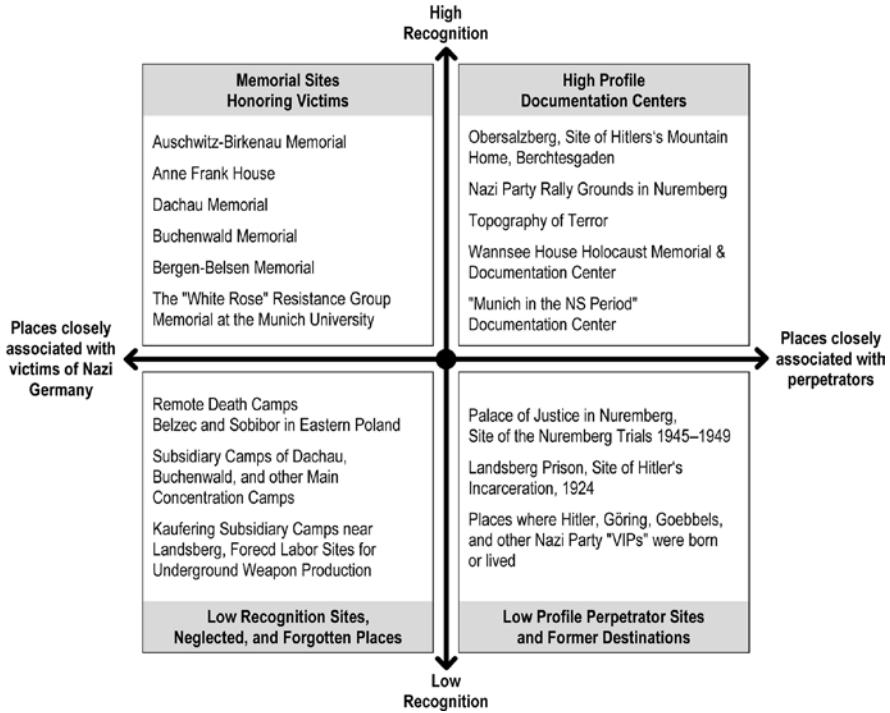 High
Recognition
Memorial Sites
Honoring Victims
Auschwitz-Birkenau Memorial
Anne Frank House
Dachau Memorial
Buchenwald Memorial
Bergen-Belsen Memorial
The "White Rose" Resistance Group
Memorial at the Munich University
High Profile
Documentation Centers
Obersalzberg, Site of Hitlers's Mountain
Home, Berchtesgaden
Nazi Party Rally Grounds in Nuremberg
Topography of Terror
Wannsee House Holocaust Memorial &
Documentation Center
"Munich in the NS Period"
Documentation Center
Places closely
associated with
victims of Nazi
Germany
Places closely
associated with
perpetrators
Remote Death Camps
Belzec and Sobibor in Eastern Poland
Subsidiary Camps of Dachau,
Buchenwald, and other Main
Concentration Camps
Kaufering Subsidiary Camps near
Landsberg, Forecd Labor Sites for
Underground Weapon Production
Low Recognition Sites,
Neglected, and Forgotten Places
Palace of Justice in Nuremberg,
Site of the Nuremberg Trials 1945–1949
Landsberg Prison, Site of Hitler's
Incarceration, 1924
Places where Hitler, Göring, Goebbels,
and other Nazi Party "VIPs" were born
or lived
Low Profile Perpetrator Sites
and Former Destinations
Low
Recognition